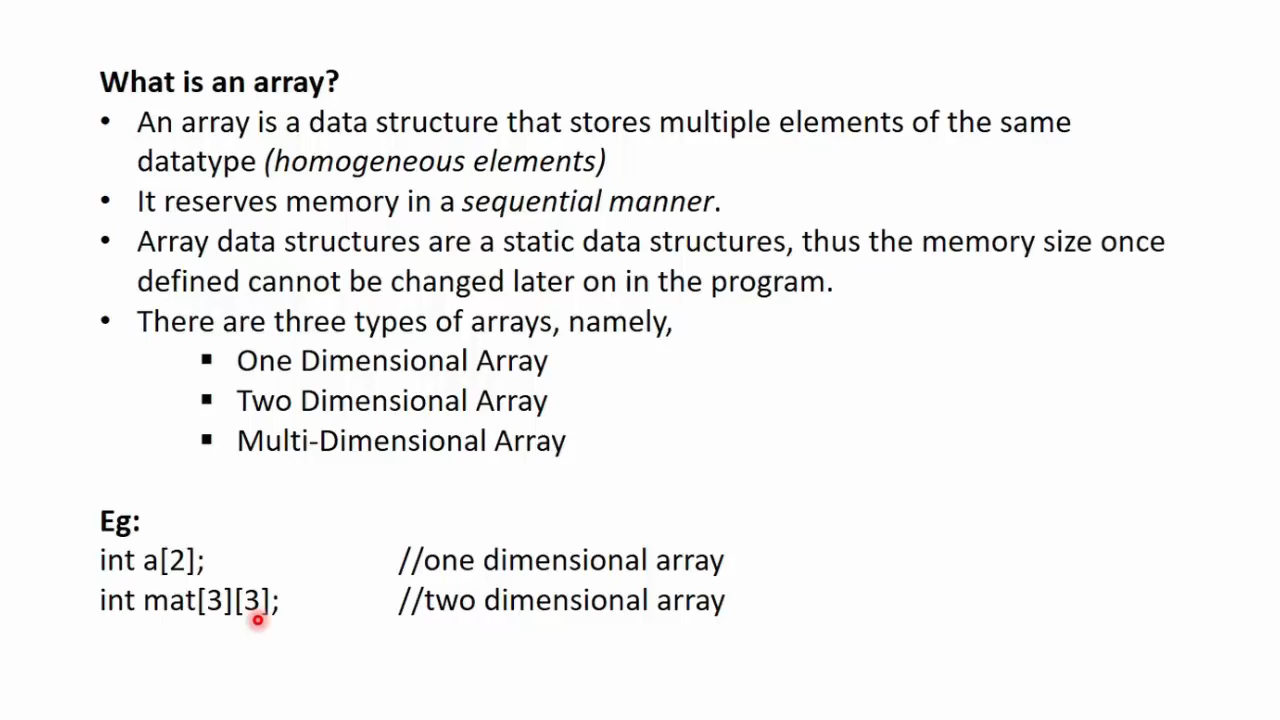 What is an array?
• An array is a data structure that stores multiple elements of the same
datatype (homogeneous elements)
• It reserves memory in a sequential manner.
• Array data structures are a static data structures, thus the memory size once
defined cannot be changed later on in the program.
• There are three types of arrays, namely,
▪ One Dimensional Array
▪ Two Dimensional Array
▪ Multi-Dimensional Array
Eg:
int a[2]; //one dimensional array
int mat[3][3]; //two dimensional array